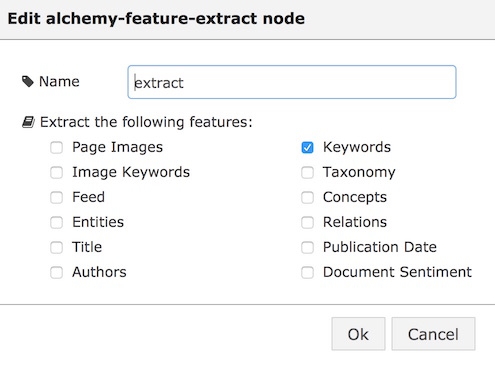 Edit alchemy-feature-extract node
Name
extract
Extract the following features:
Page Images
Keywords
Image Keywords
Taxonomy
Feed
Concepts
Entities
Relations
Title
Publication Date
Authors
Document Sentiment
Ok
Cancel